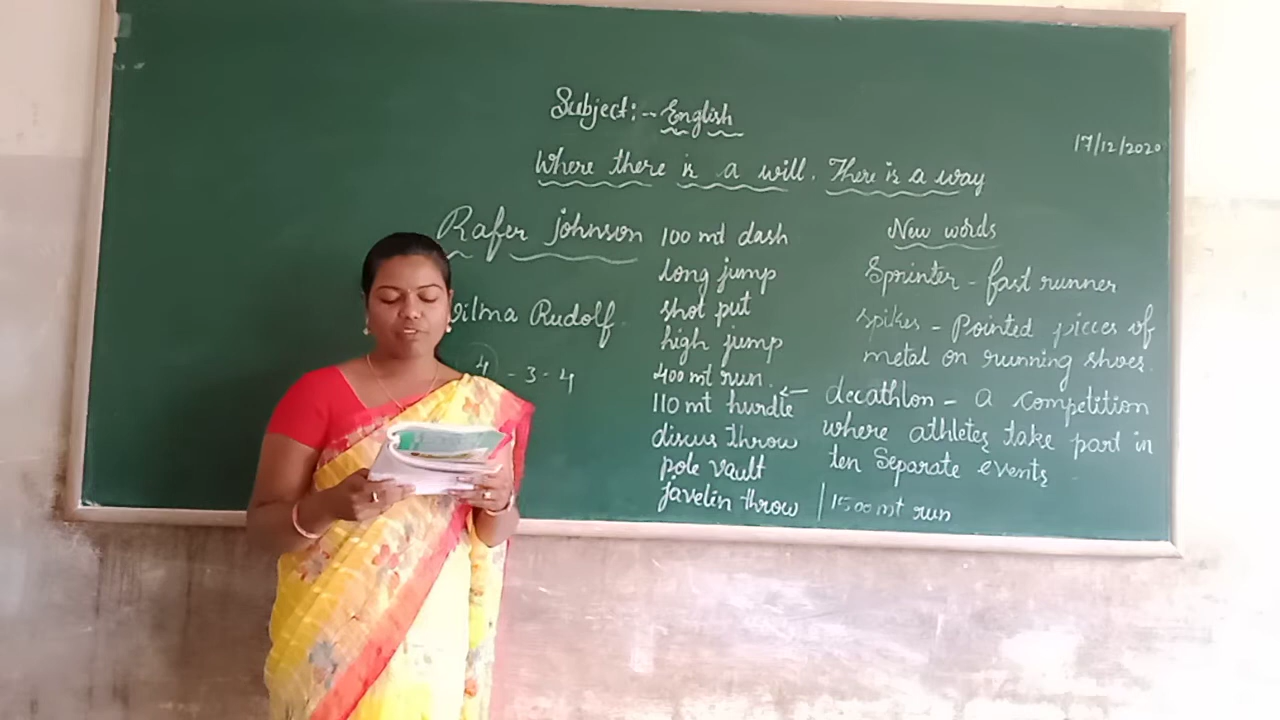 Subject:-- English
17/12/2020
Where there is a will. There is a way
Rafer Johnson
ilma Rudolf
4 - 3 - 4
100 mt dash
long jump
shot put
high jump
400 mt run.
110 mt hurdle
discus throw
pole vault
javelin throw | 1500 mt run
New words
Sprinter - fast runner
spikes - Pointed pieces of
metal on running shoes.
← decathlon - a competition
where athletes take part in
ten Separate events